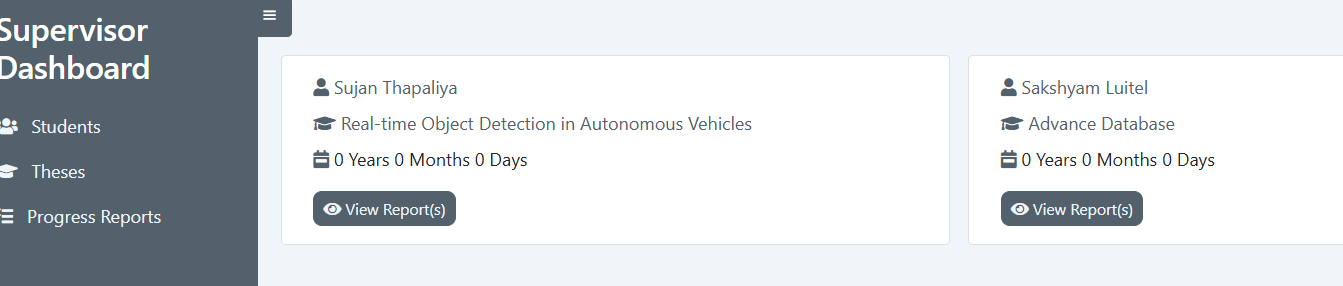 Supervisor
Dashboard
Students
Theses
Progress Reports
Sujan Thapaliya
Real-time Object Detection in Autonomous Vehicles
0 Years 0 Months 0 Days
View Report(s)
Sakshyam Luitel
Advance Database
0 Years 0 Months 0 Days
View Report(s)